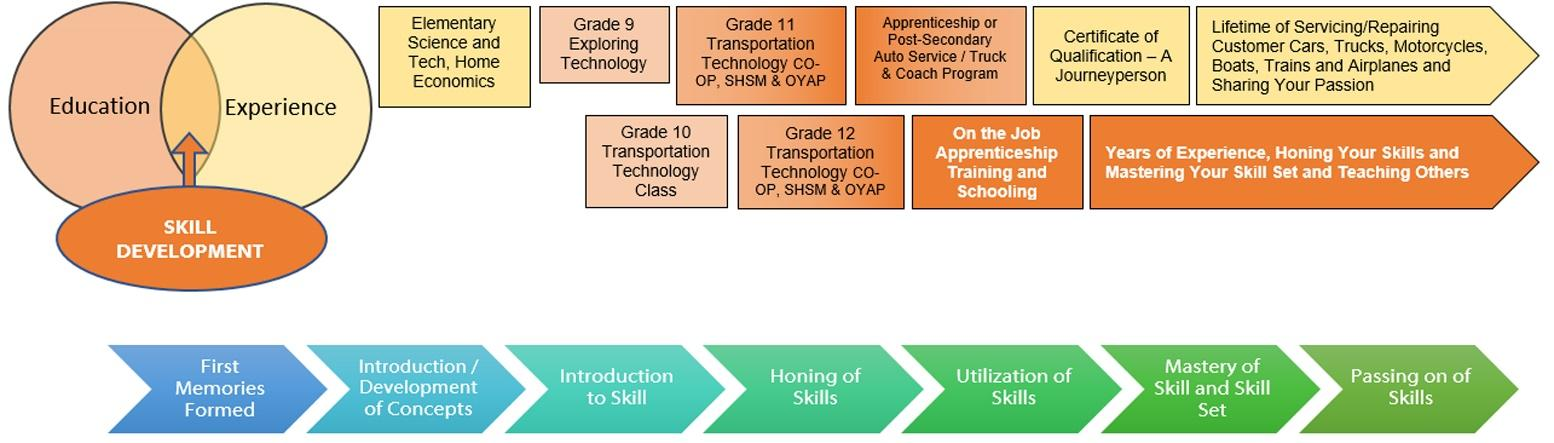 Education
Experience
SKILL
DEVELOPMENT
Elementary
Science and
Tech, Home
Economics
Grade 9
Exploring
Technology
Grade 11
Transportation
Technology CO-
OP, SHSM & OYAP
Apprenticeship or
Post-Secondary
Auto Service / Truck
& Coach Program
Certificate of
Qualification – A
Journeyperson
Lifetime of Servicing/Repairing
Customer Cars, Trucks, Motorcycles,
Boats, Trains and Airplanes and
Sharing Your Passion
Grade 10
Transportation
Technology
Class
Grade 12
Transportation
Technology CO-
OP, SHSM & OYAP
On the Job
Apprenticeship
Training and
Schooling
Years of Experience, Honing Your Skills and
Mastering Your Skill Set and Teaching Others
First
Memories
Formed
Introduction /
Development
of Concepts
Introduction
to Skill
Honing of
Skills
Utilization of
Skills
Mastery of
Skill and Skill
Set
Passing on of
Skills